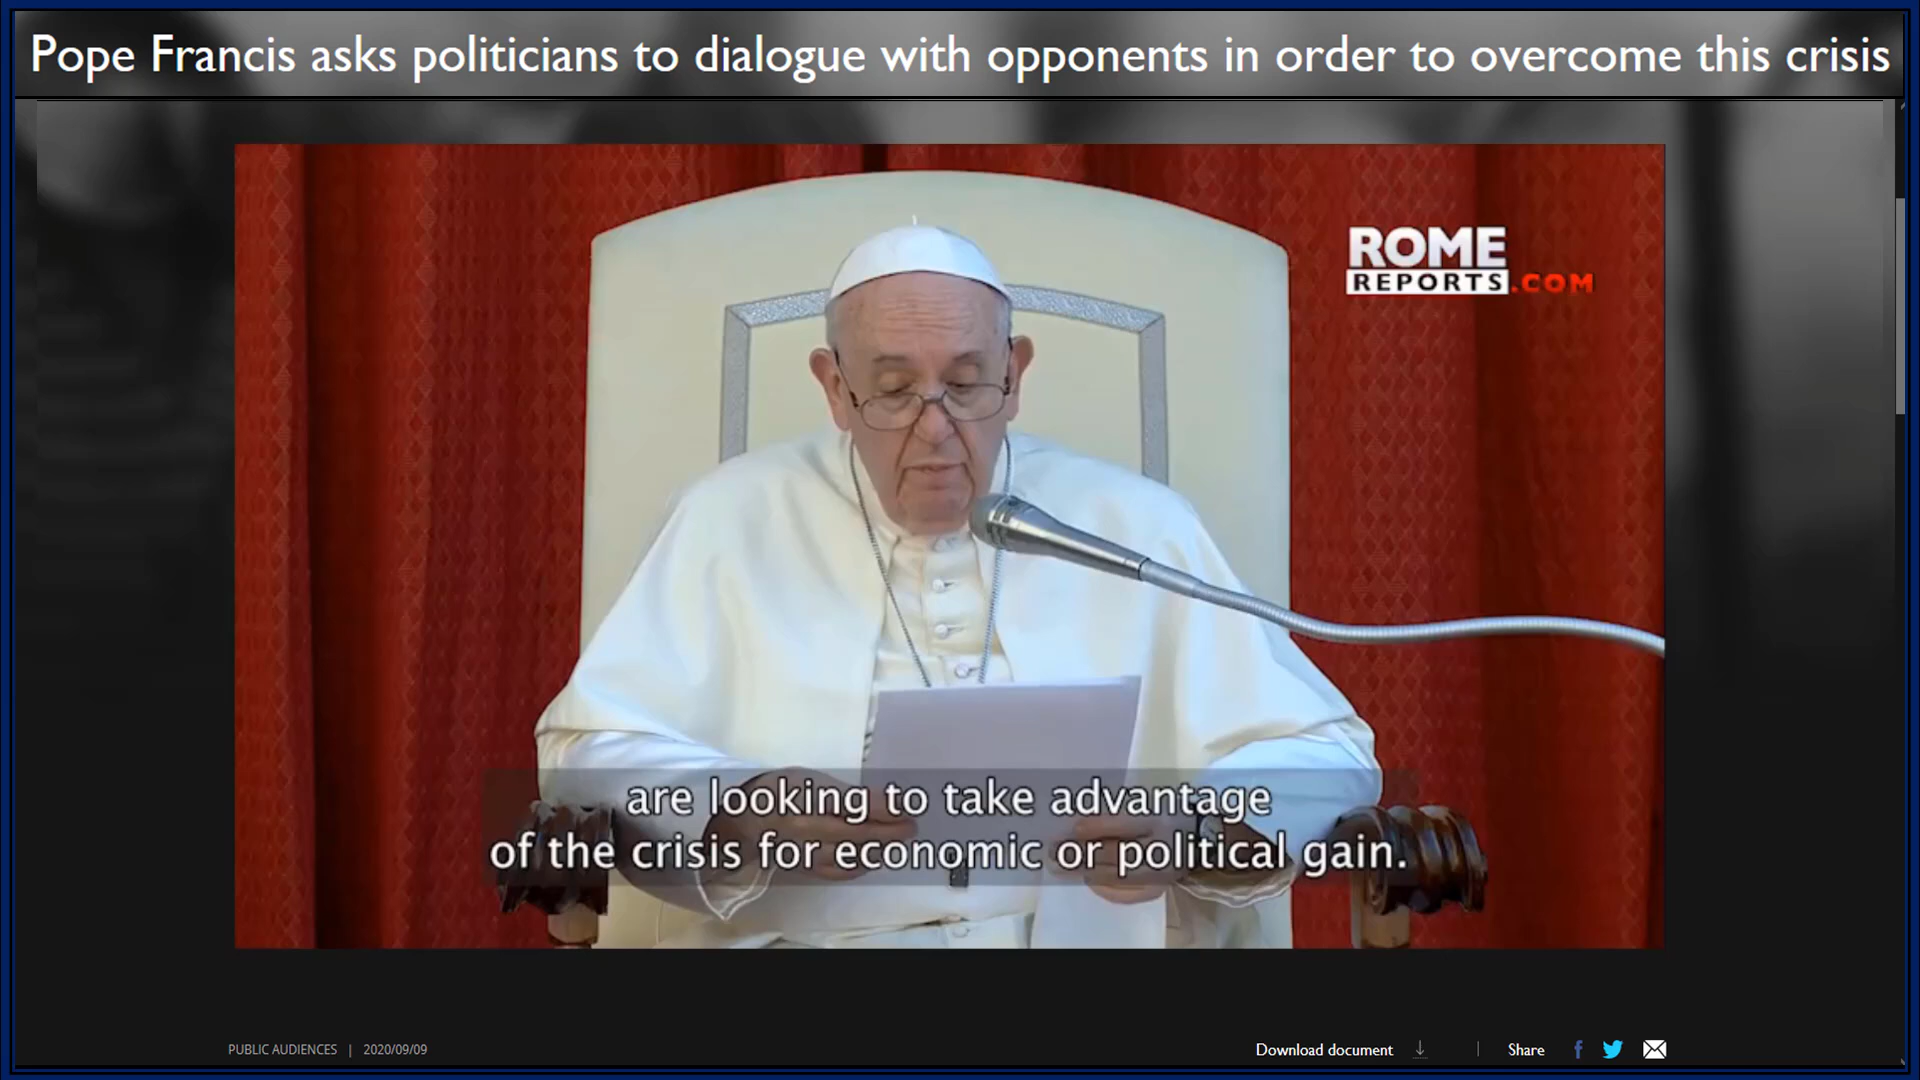 Pope Francis asks politicians to dialogue with opponents in order to overcome this crisis
ROME
REPORTS.COM
are looking to take advantage
of the crisis for economic or political gain.
PUBLIC AUDIENCES | 2020/09/09
Download document | Share